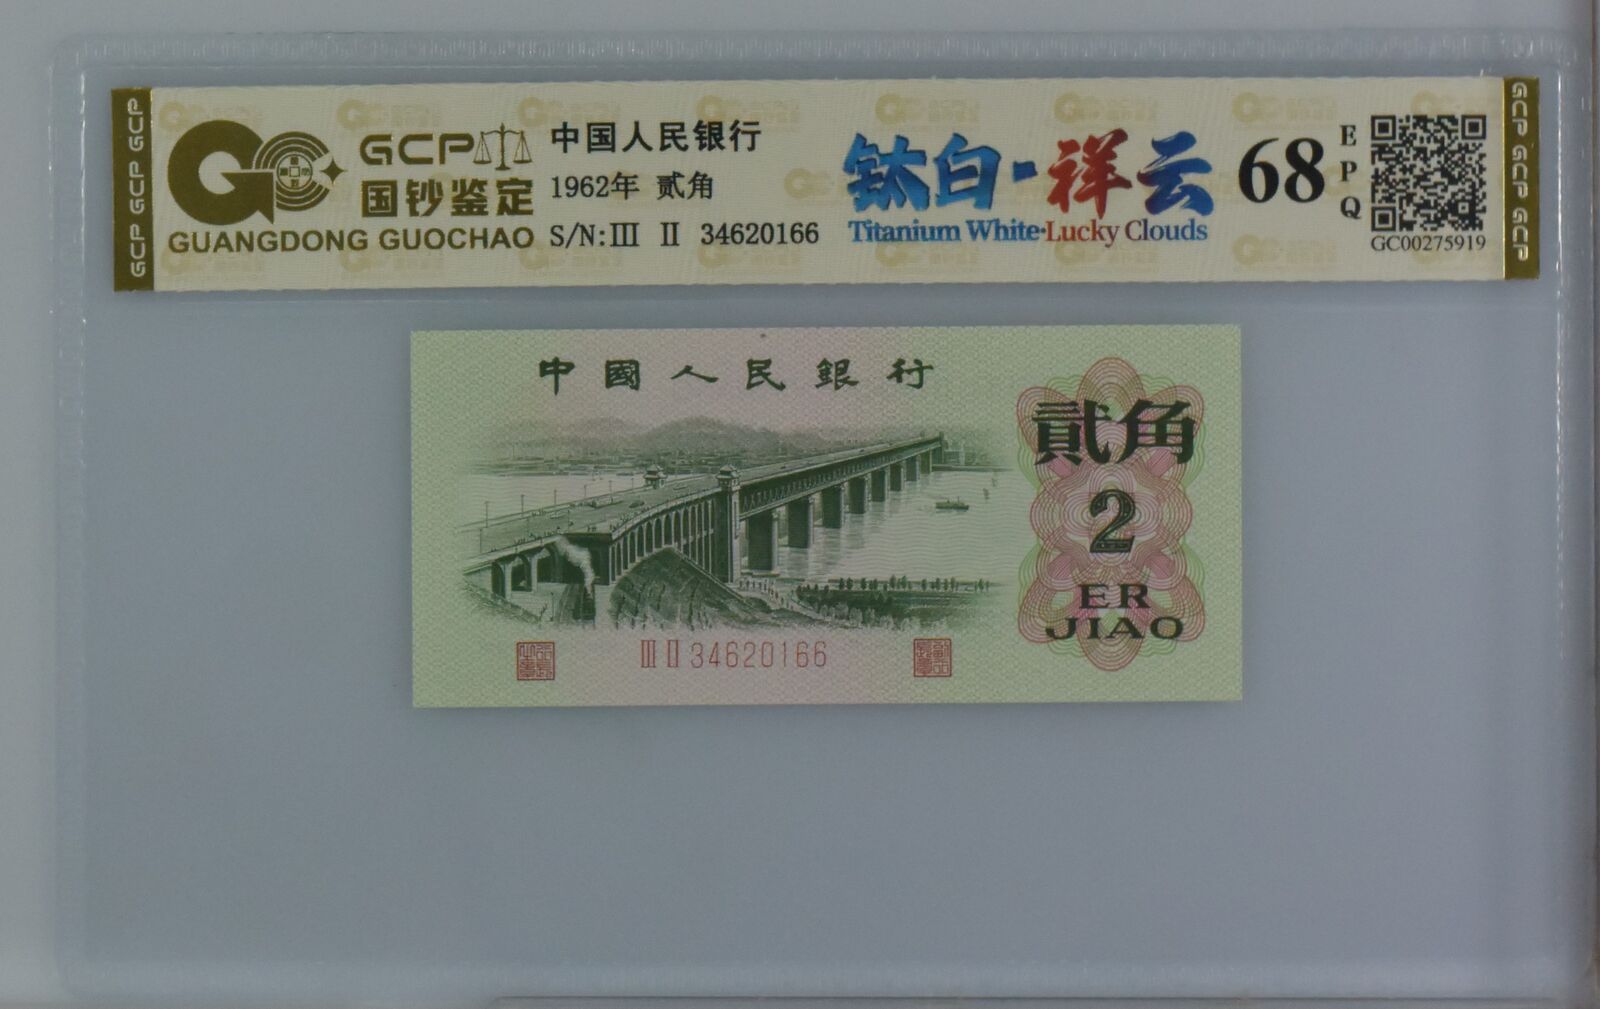 GCP GCP GCP
GCP
国钞鉴定
GUANGDONG GUOCHAO
中国人民银行
1962年 贰角
S/N:Ⅲ Ⅱ 34620166
钛白·祥云
Titanium White·Lucky Clouds
68
EPQ
GC00275919
GCP GCP GCP
中國人民銀行
貳角
2
ER
JIAO
Ⅲ Ⅱ 34620166